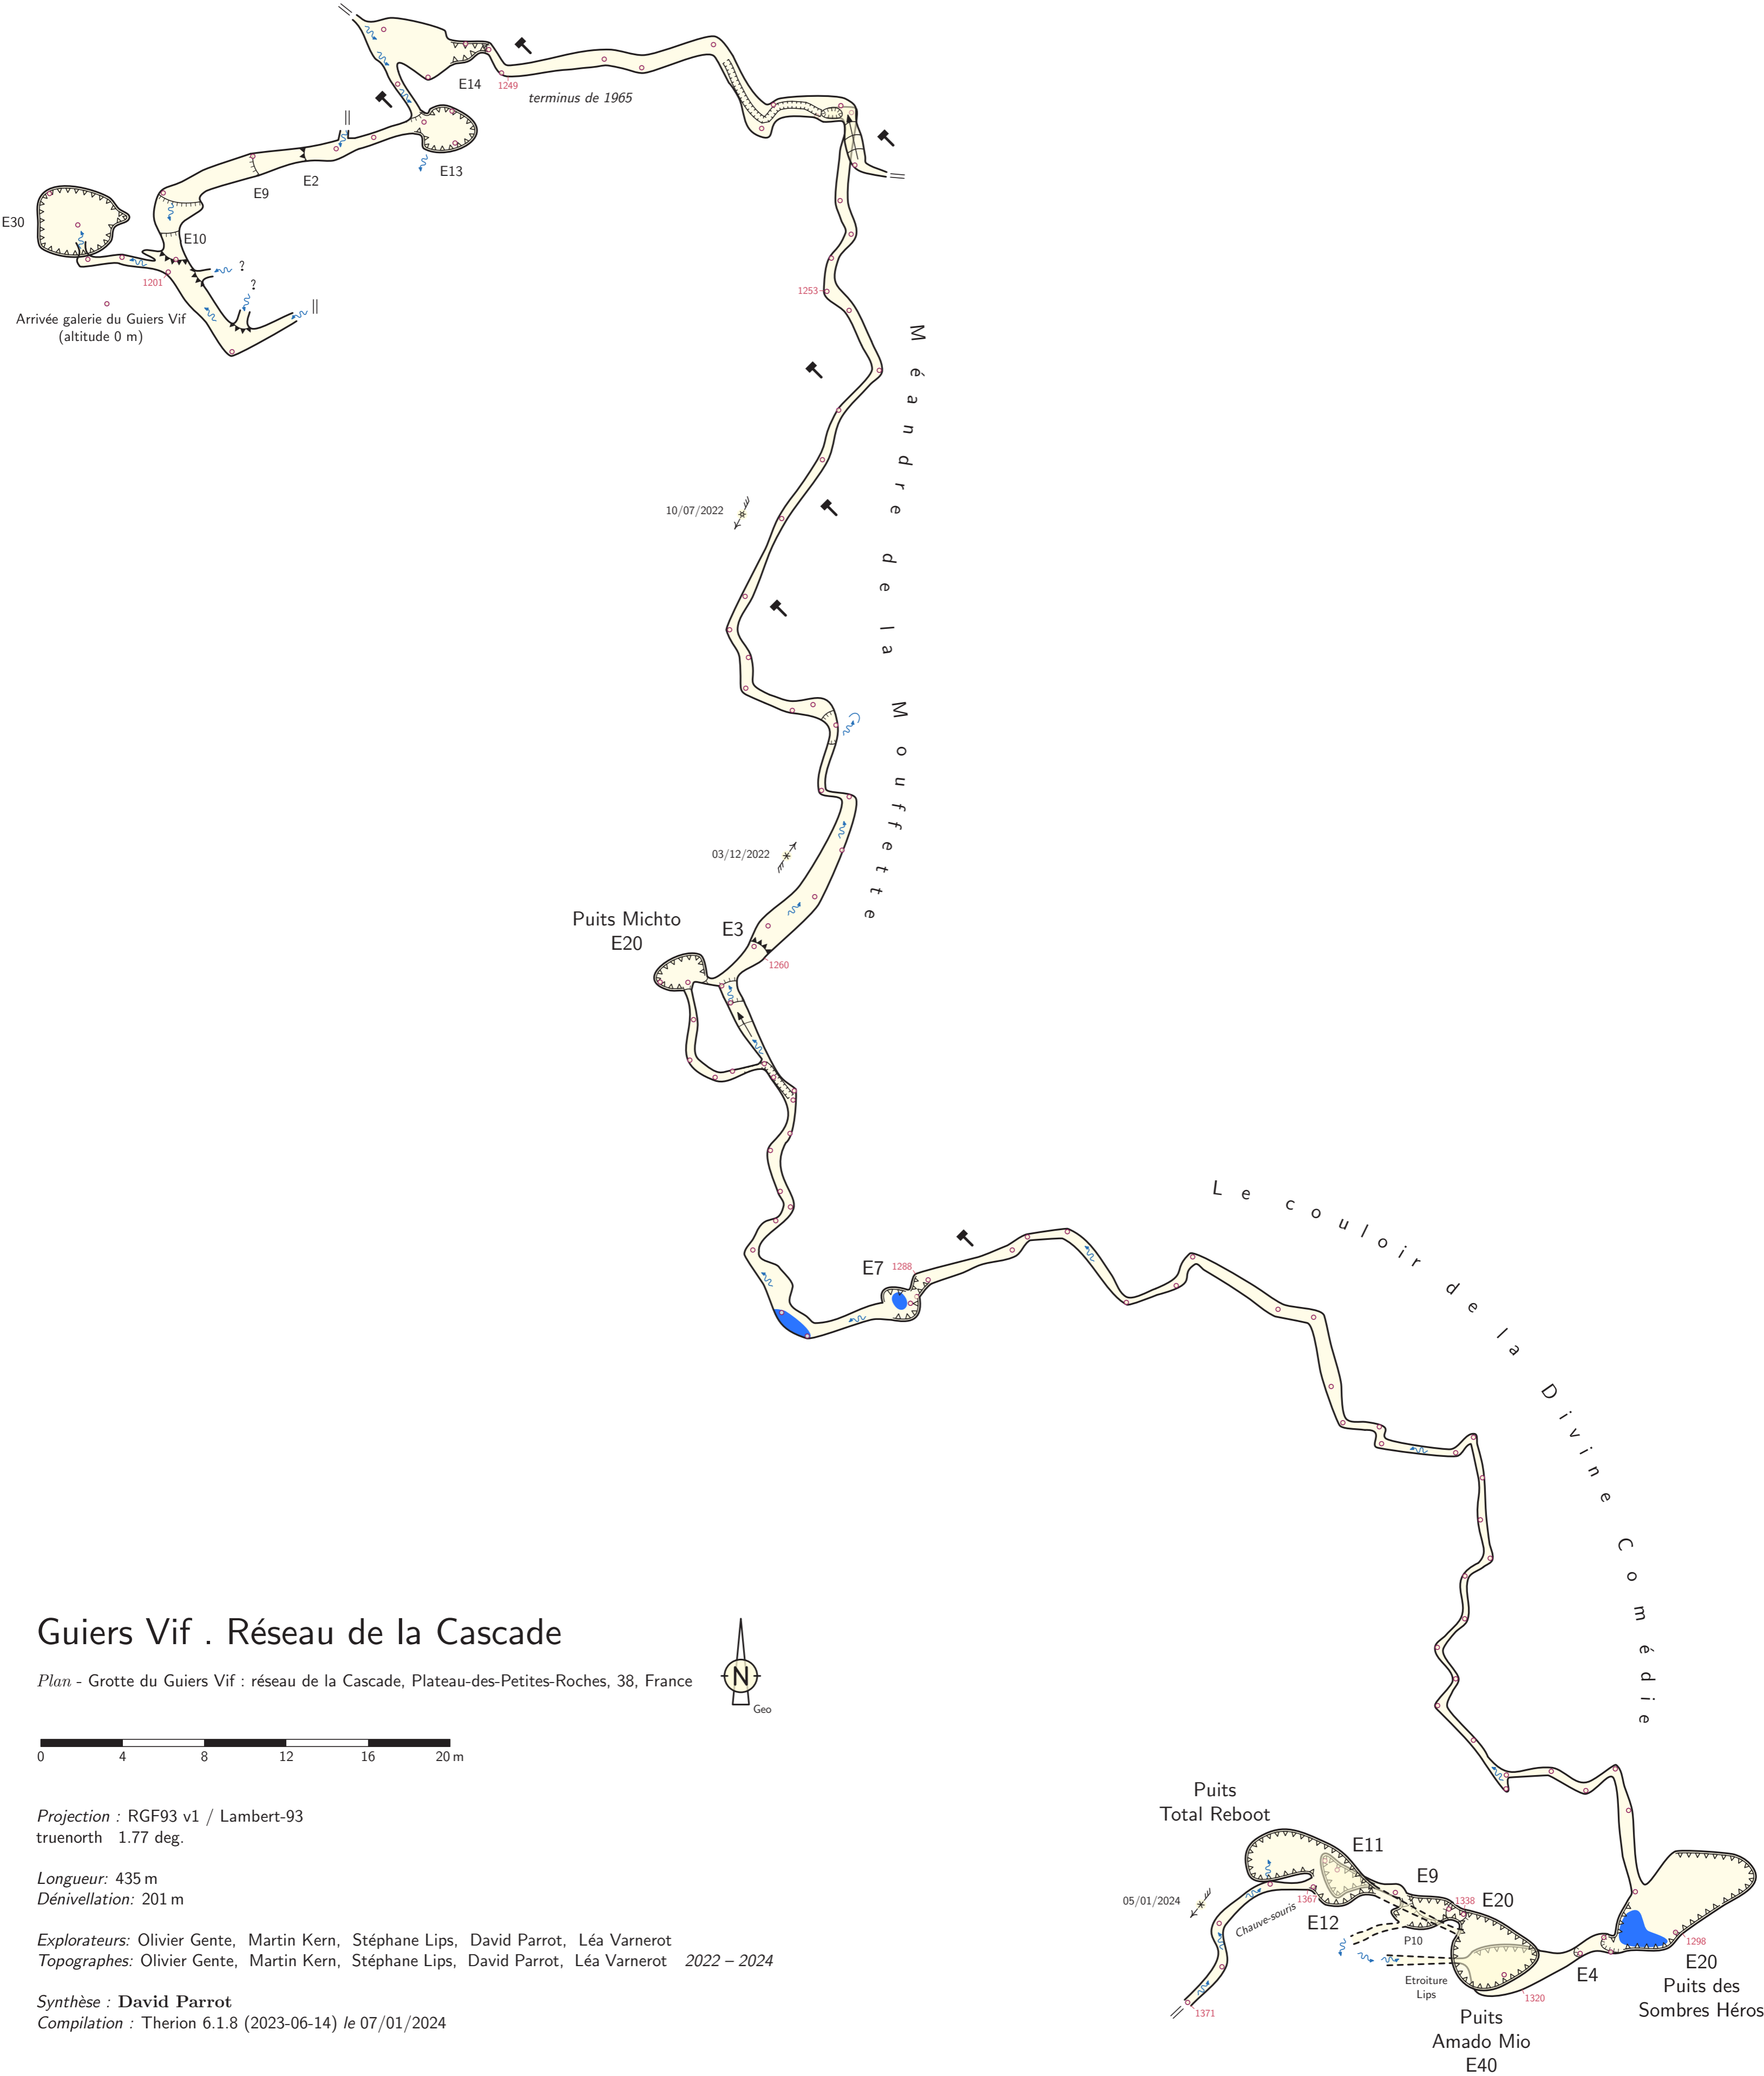 E14
1249
terminus de 1965
E13
E2
E9
E30
E10
?
?
1201
Arrivée galerie du Guiers Vif
(altitude 0 m)
1253
Méandre de la Mouffette
10/07/2022
03/12/2022
Puits Michto
E20
E3
1260
Le couloir de la Divine Comédie
E7
1288
Guiers Vif . Réseau de la Cascade
Plan - Grotte du Guiers Vif : réseau de la Cascade, Plateau-des-Petites-Roches, 38, France
N
Geo
0 4 8 12 16 20 m
Projection : RGF93 v1 / Lambert-93
truenorth 1.77 deg.
Longueur: 435 m
Dénivellation: 201 m
Explorateurs: Olivier Gente, Martin Kern, Stéphane Lips, David Parrot, Léa Varnerot
Topographes: Olivier Gente, Martin Kern, Stéphane Lips, David Parrot, Léa Varnerot 2022 – 2024
Synthèse : David Parrot
Compilation : Therion 6.1.8 (2023-06-14) le 07/01/2024
Puits
Total Reboot
E11
E9
1338
E20
05/01/2024
1367
Chauve-souris
E12
P10
Etroiture
Lips
1371
1320
Puits
Amado Mio
E40
E4
1298
E20
Puits des
Sombres Héros